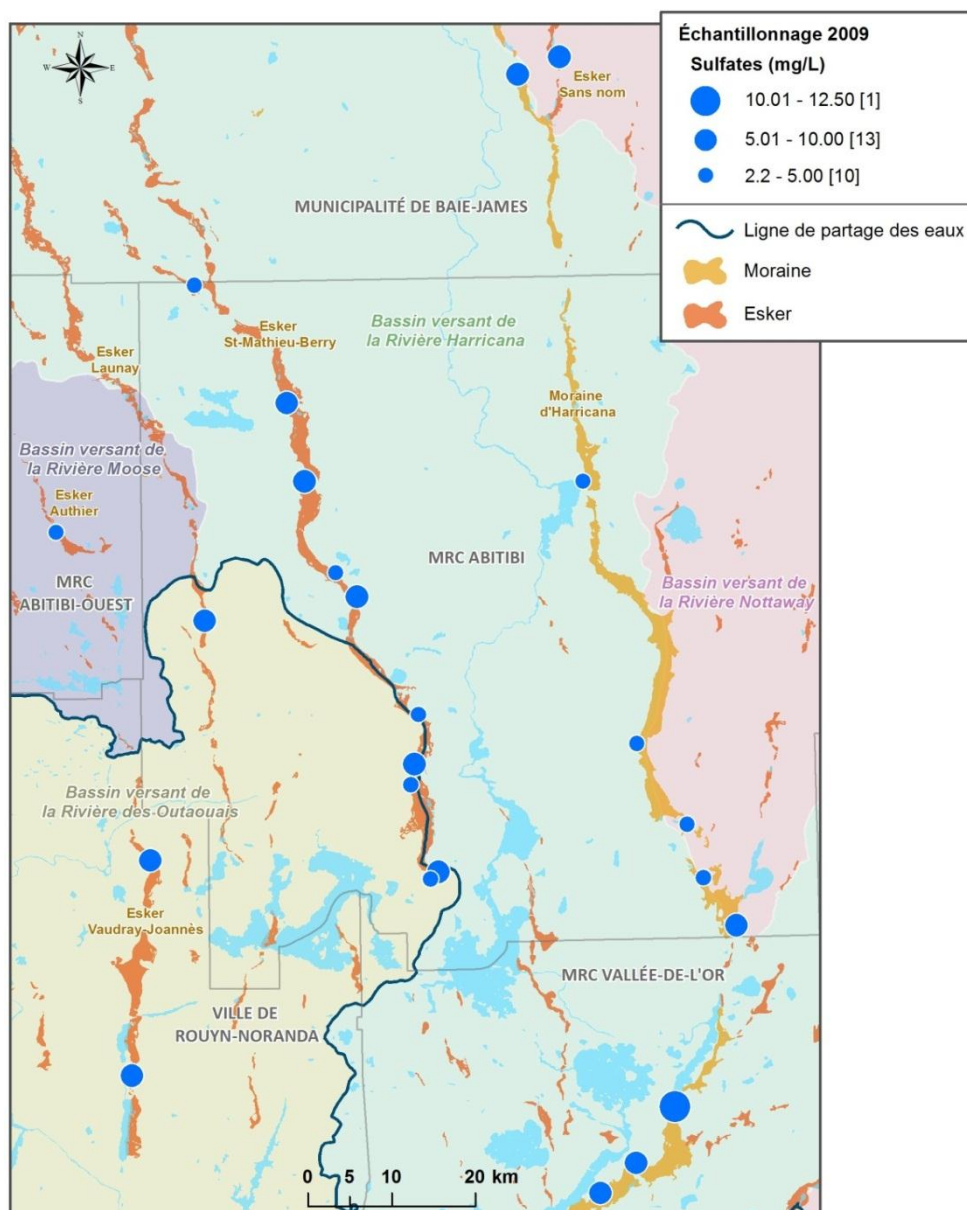 N
W E
S
Échantillonnage 2009
Sulfates (mg/L)
10.01 - 12.50 [1]
5.01 - 10.00 [13]
2.2 - 5.00 [10]
Ligne de partage des eaux
Moraine
Esker
Esker
Sans nom
MUNICIPALITÉ DE BAIE-JAMES
Esker
St-Mathieu-Berry
Bassin versant de
la Rivière Harricana
Esker
Launay
Moraine
d'Harricana
Bassin versant de
la Rivière Moose
Esker
Authier
MRC
ABITIBI-OUEST
MRC ABITIBI
Bassin versant de
la Rivière Nottaway
Bassin versant de
la Rivière des Outaouais
Esker
Vaudray-Joannès
MRC VALLÉE-DE-L'OR
VILLE DE
ROUYN-NORANDA
0 5 10 20 km